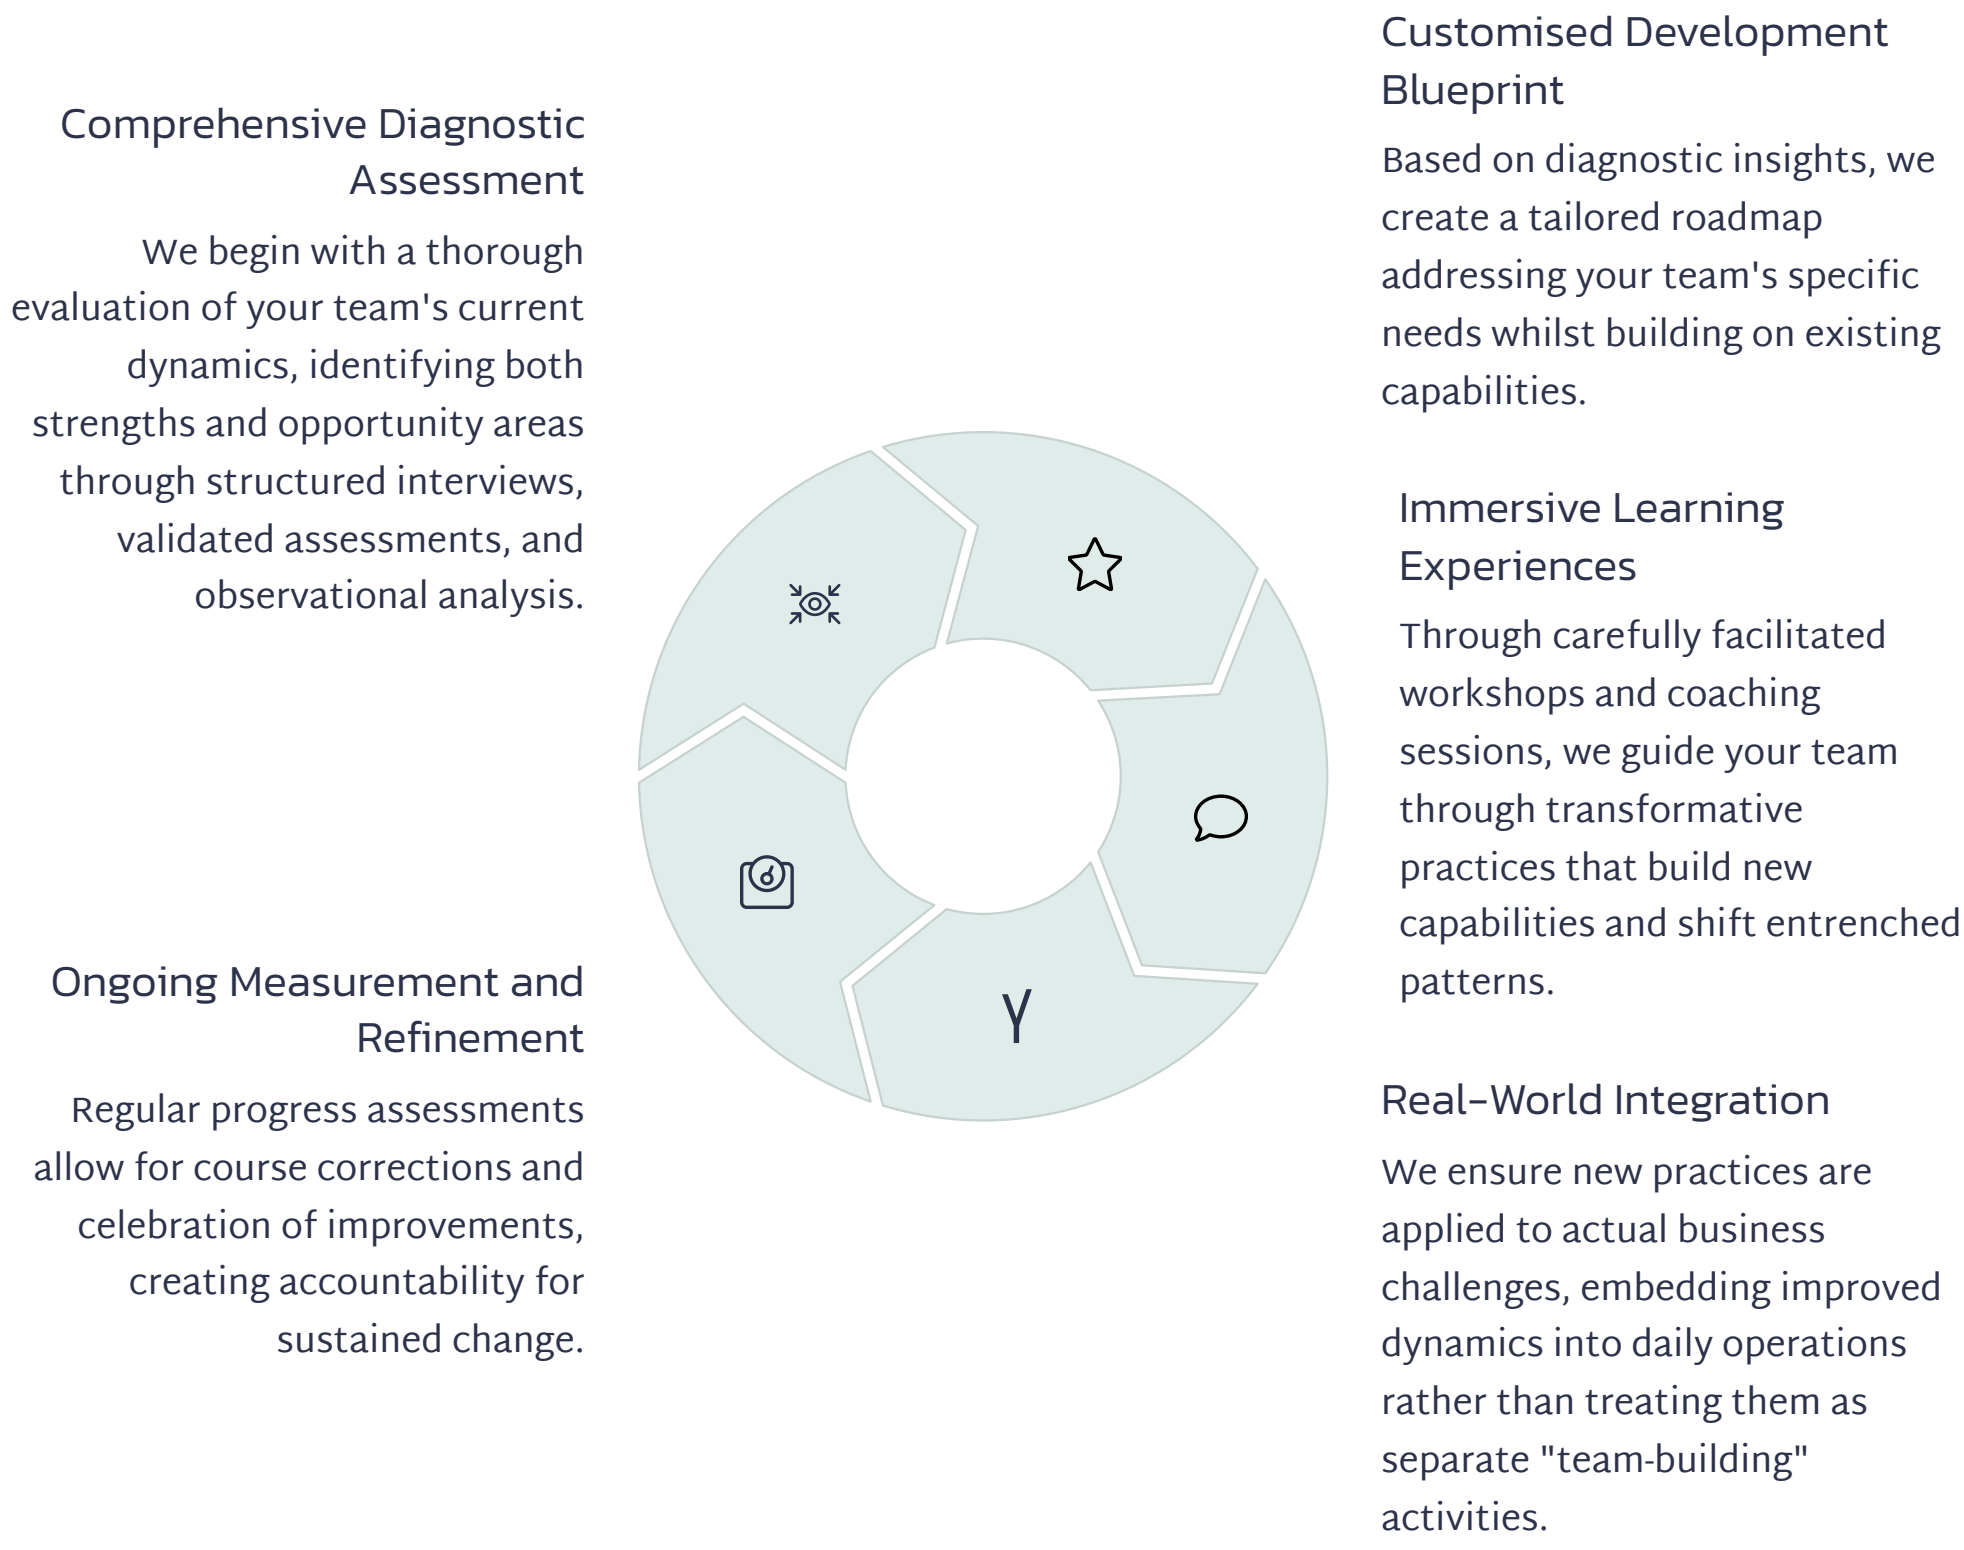 Comprehensive Diagnostic
Assessment
We begin with a thorough
evaluation of your team's current
dynamics, identifying both
strengths and opportunity areas
through structured interviews,
validated assessments, and
observational analysis.
Customised Development
Blueprint
Based on diagnostic insights, we
create a tailored roadmap
addressing your team's specific
needs whilst building on existing
capabilities.
Immersive Learning
Experiences
Through carefully facilitated
workshops and coaching
sessions, we guide your team
through transformative
practices that build new
capabilities and shift entrenched
patterns.
Real-World Integration
We ensure new practices are
applied to actual business
challenges, embedding improved
dynamics into daily operations
rather than treating them as
separate "team-building"
activities.
Ongoing Measurement and
Refinement
Regular progress assessments
allow for course corrections and
celebration of improvements,
creating accountability for
sustained change.